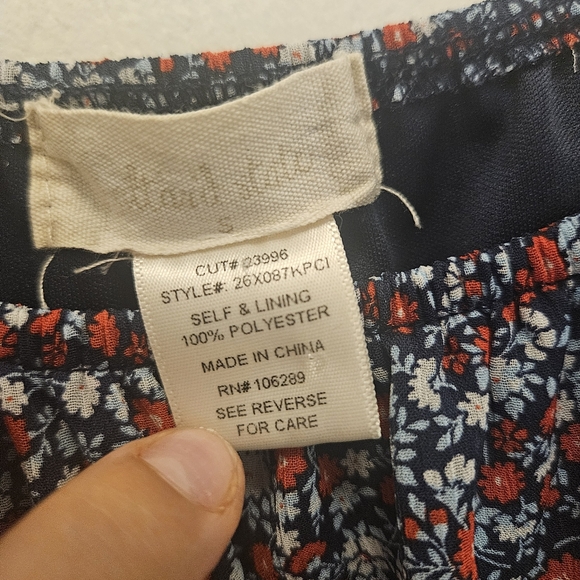 S
CUT# 23996
STYLE#: 26X087KPCI
SELF & LINING
100% POLYESTER
MADE IN CHINA
RN# 106289
SEE REVERSE
FOR CARE